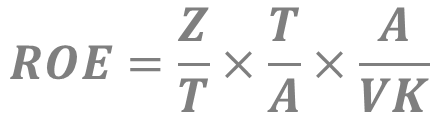 ROE = Z/T × T/A × A/VK